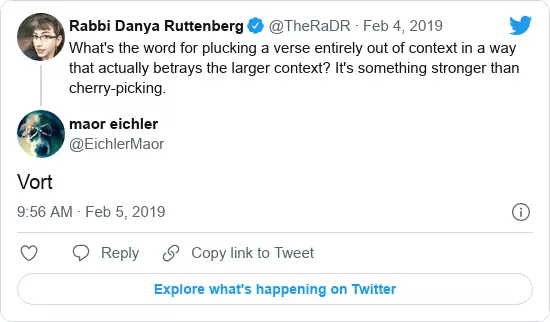 Rabbi Danya Ruttenberg @TheRaDR · Feb 4, 2019
What's the word for plucking a verse entirely out of context in a way
that actually betrays the larger context? It's something stronger than
cherry-picking.
maor eichler
@EichlerMaor
Vort
9:56 AM · Feb 5, 2019
Reply
Copy link to Tweet
Explore what's happening on Twitter